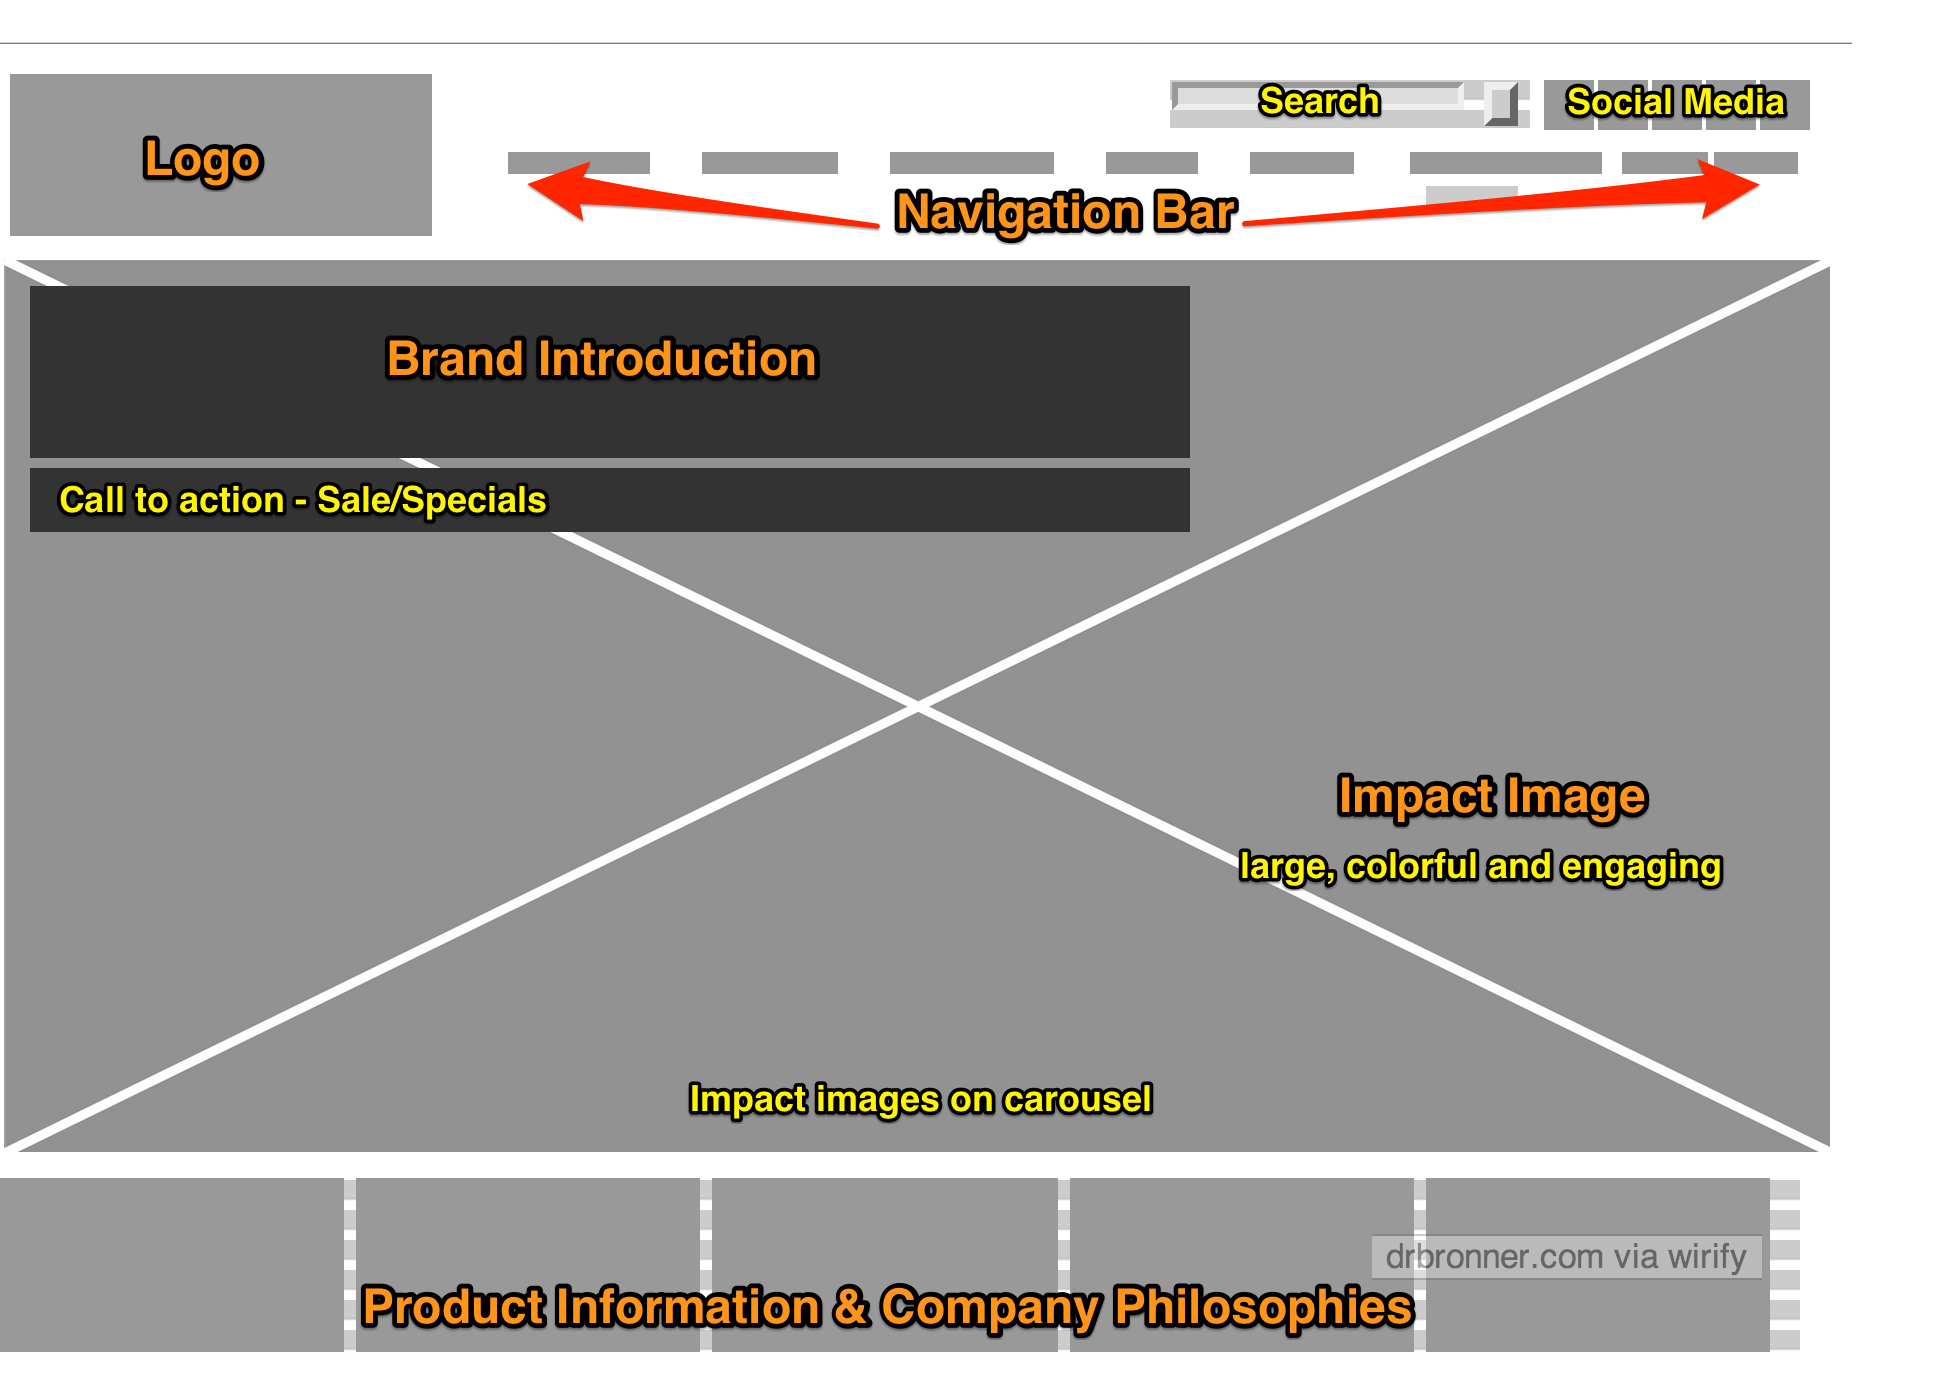 Search
Social Media
Logo
Navigation Bar
Brand Introduction
Call to action - Sale/Specials
Impact Image
large, colorful and engaging
Impact images on carousel
drbronner.com via wirify
Product Information & Company Philosophies